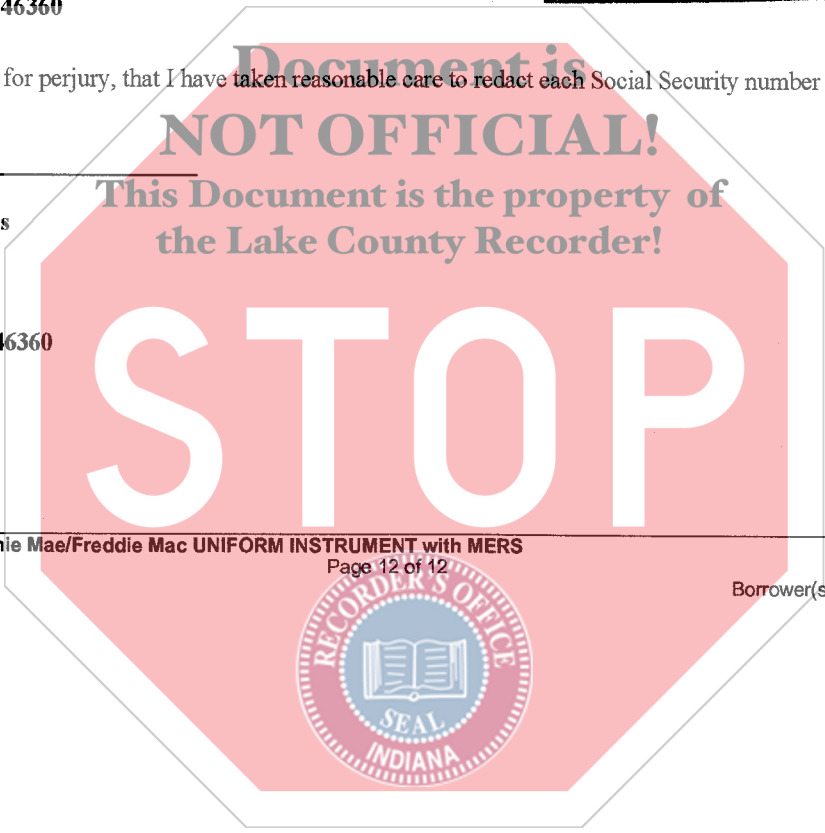 46360
Document is
for perjury, that I have taken reasonable care to redact each Social Security number
NOT OFFICIAL!
This Document is the property of
s
the Lake County Recorder!
46360
STOP
nie Mae/Freddie Mac UNIFORM INSTRUMENT with MERS
Page 12 of 12
Borrower(s
RECORDER'S OFFICE
SEAL
INDIANA